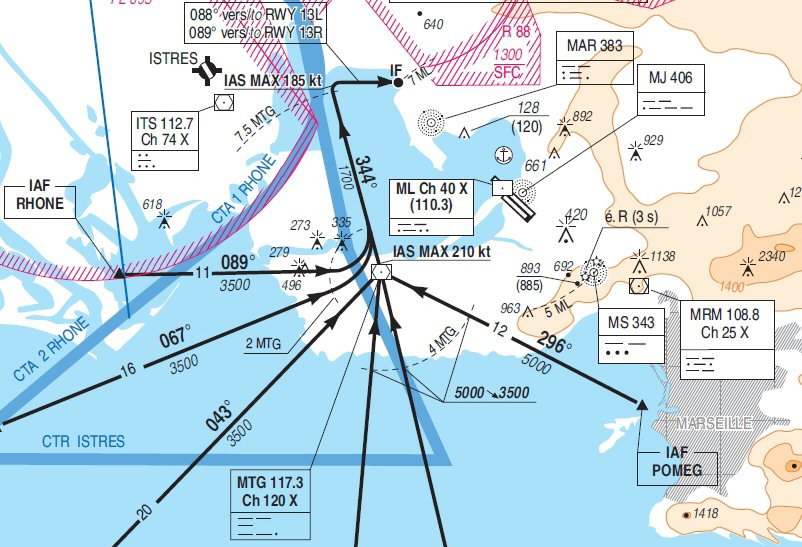 088° vers/to RWY 13L
089° vers/to RWY 13R
640
R 88
1300
SFC
MAR 383
ISTRES
IAS MAX 185 kt
IF
7 ML
MJ 406
ITS 112.7
Ch 74 X
7.5 MTG
128
(120)
892
929
661
344°
1700
CTA 1 RHONE
IAF
RHONE
ML Ch 40 X
(110.3)
618
273
335
420
é. R (3 s)
1057
12
IAS MAX 210 kt
11
089°
3500
279
496
893
(885)
692
1138
2340
1400
963
5 ML
MS 343
MRM 108.8
Ch 25 X
CTA 2 RHONE
067°
3500
16
2 MTG
4 MTG
12
296°
5000
5000 ↘ 3500
043°
3500
CTR ISTRES
MARSEILLE
IAF
POMEG
MTG 117.3
Ch 120 X
20
1418